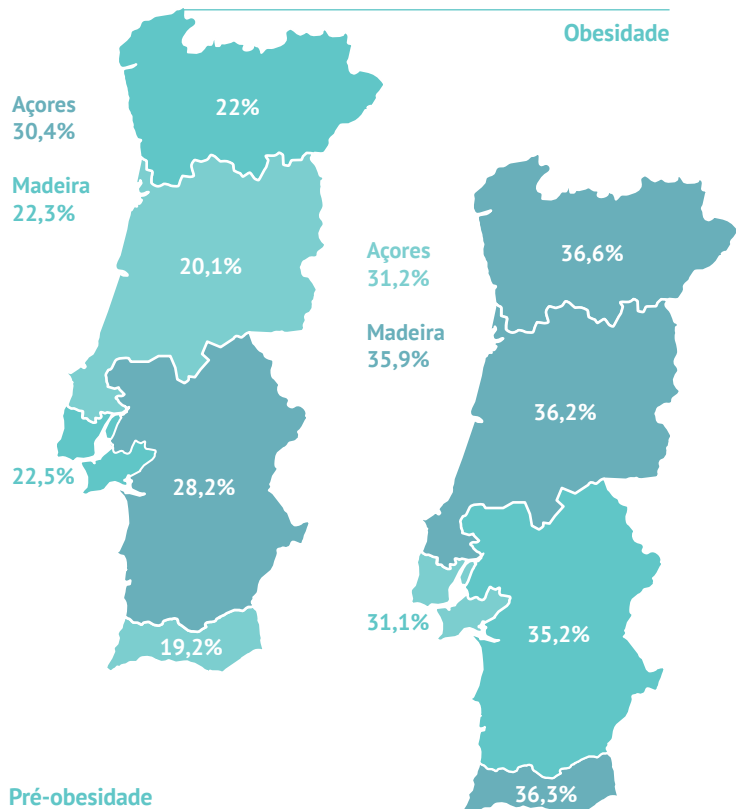 Obesidade
Açores
30,4%
22%
Madeira
22,3%
20,1%
22,5%
28,2%
19,2%
Açores
31,2%
36,6%
Madeira
35,9%
36,2%
31,1%
35,2%
36,3%
Pré-obesidade